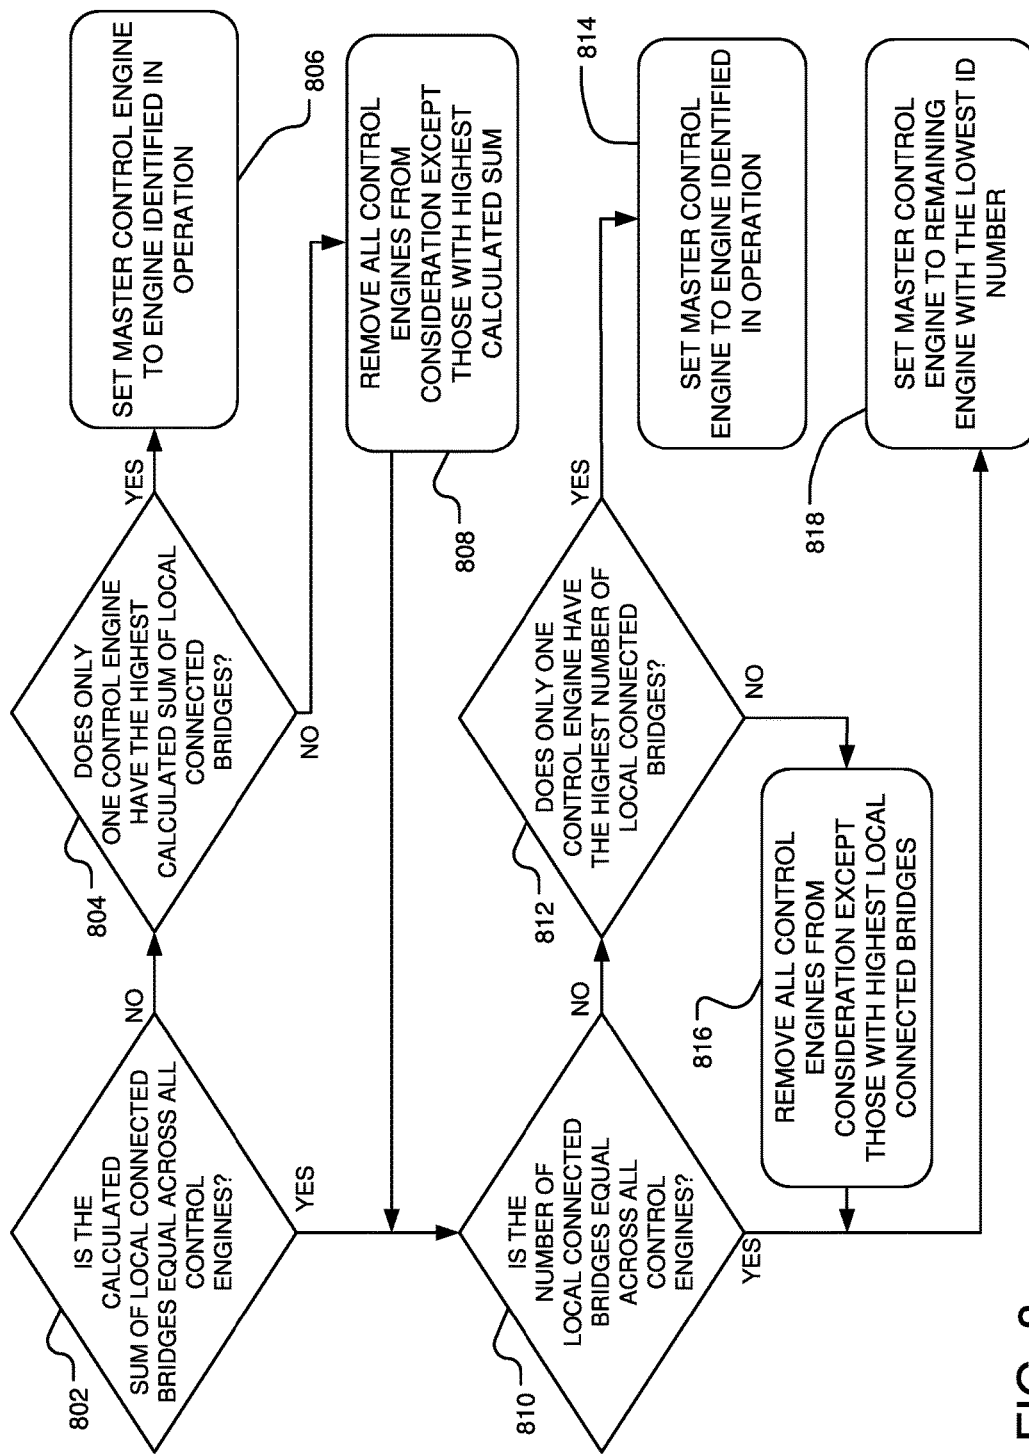 IS THE
CALCULATED
SUM OF LOCAL CONNECTED
BRIDGES EQUAL ACROSS ALL
CONTROL
ENGINES?
802
NO
YES
DOES ONLY
ONE CONTROL ENGINE
HAVE THE HIGHEST
CALCULATED SUM OF LOCAL
CONNECTED
BRIDGES?
804
YES
NO
SET MASTER CONTROL ENGINE
TO ENGINE IDENTIFIED IN
OPERATION
806
REMOVE ALL CONTROL
ENGINES FROM
CONSIDERATION EXCEPT
THOSE WITH HIGHEST
CALCULATED SUM
808
IS THE
NUMBER OF
LOCAL CONNECTED
BRIDGES EQUAL
ACROSS ALL
CONTROL
ENGINES?
810
NO
YES
DOES ONLY ONE
CONTROL ENGINE HAVE
THE HIGHEST NUMBER OF
LOCAL CONNECTED
BRIDGES?
812
YES
NO
SET MASTER CONTROL
ENGINE TO ENGINE IDENTIFIED
IN OPERATION
814
REMOVE ALL CONTROL
ENGINES FROM
CONSIDERATION EXCEPT
THOSE WITH HIGHEST LOCAL
CONNECTED BRIDGES
816
SET MASTER CONTROL
ENGINE TO REMAINING
ENGINE WITH THE LOWEST ID
NUMBER
818
FIG.